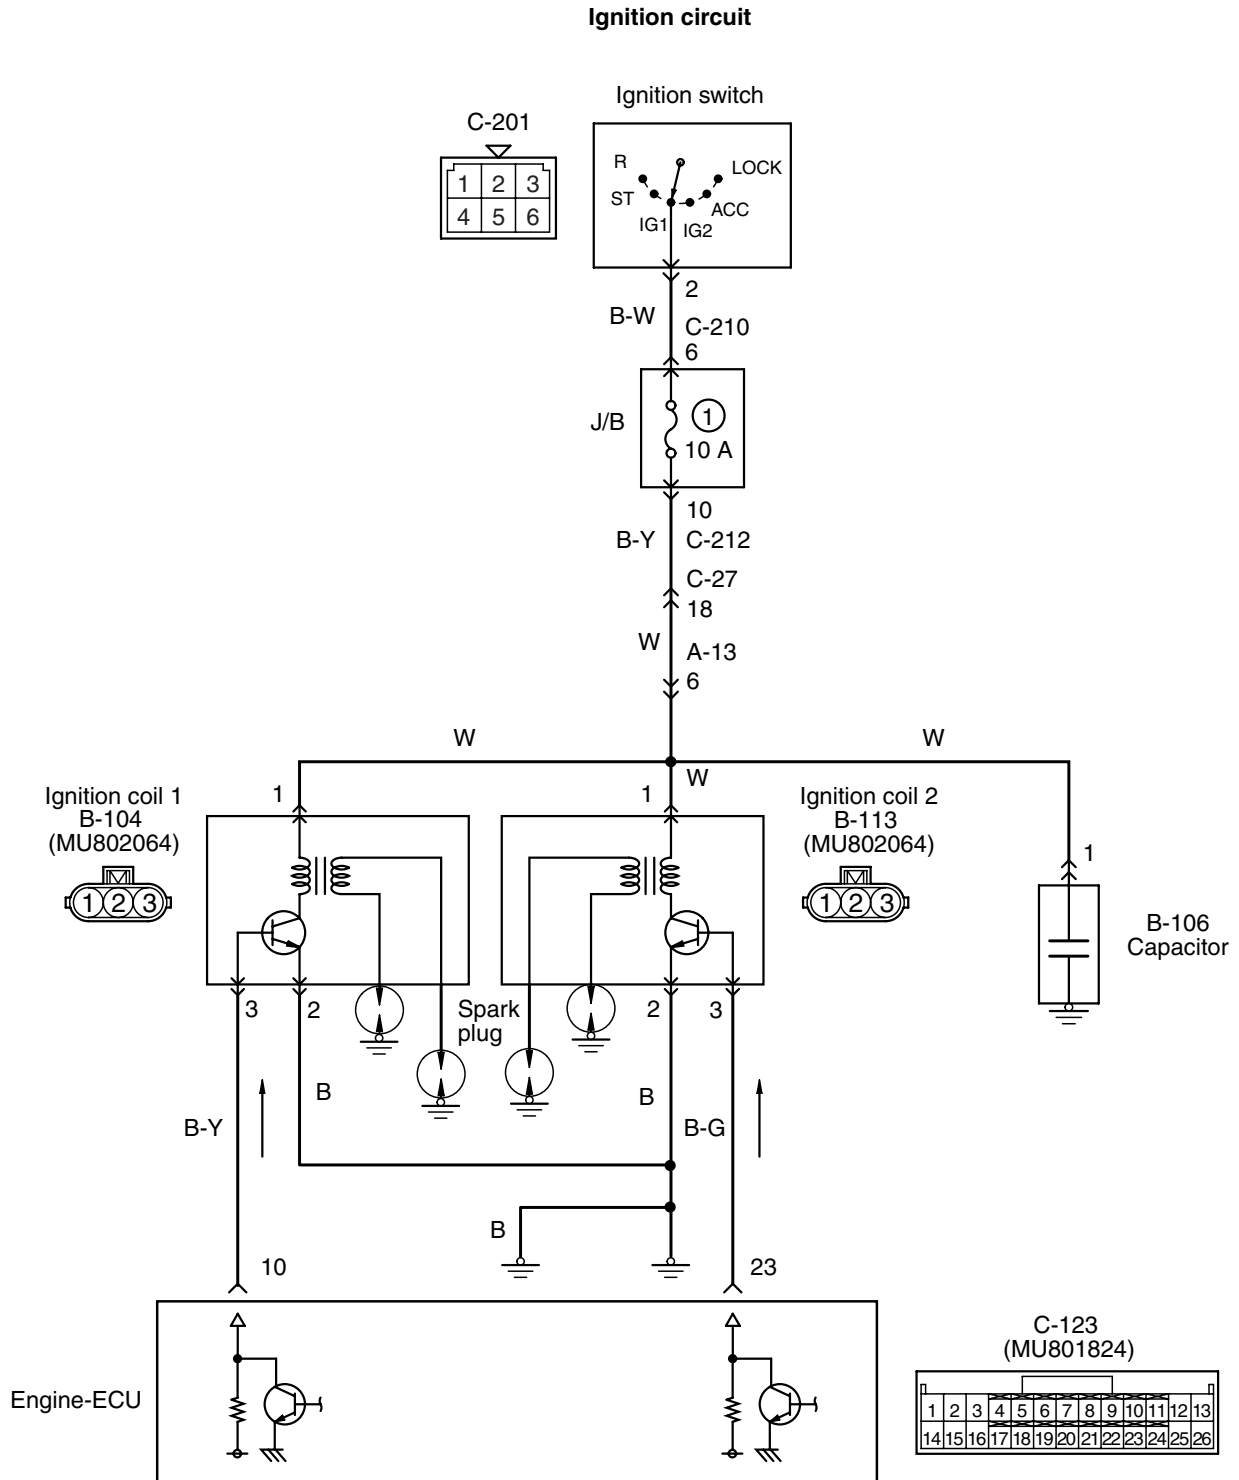 Ignition circuit
Ignition switch
C-201
1 2 3
4 5 6
R
LOCK
ST
ACC
IG1
IG2
2
B-W
C-210
6
J/B
1
10 A
10
B-Y
C-212
C-27
18
W
A-13
6
W
W
W
Ignition coil 1
B-104
(MU802064)
1 2 3
1
1
Ignition coil 2
B-113
(MU802064)
1 2 3
1
B-106
Capacitor
3
2
Spark
plug
2
3
B
B
B-Y
B-G
B
10
23
Engine-ECU
C-123
(MU801824)
1 2 3 4 5 6 7 8 9 10 11 12 13
14 15 16 17 18 19 20 21 22 23 24 25 26